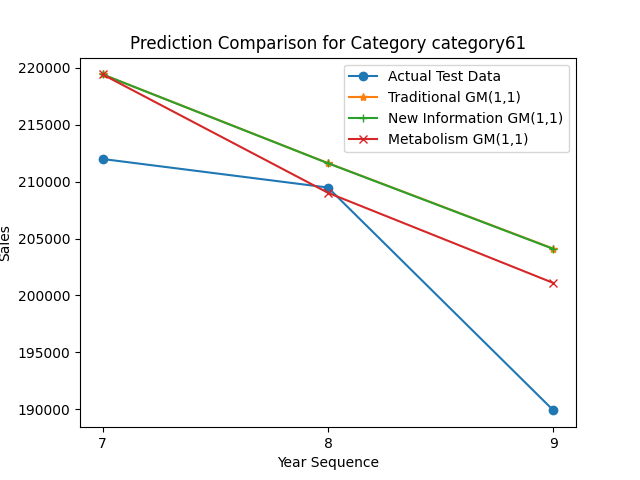 Prediction Comparison for Category category61
220000
215000
210000
205000
200000
195000
190000
Sales
Actual Test Data
Traditional GM(1,1)
New Information GM(1,1)
Metabolism GM(1,1)
7
8
9
Year Sequence